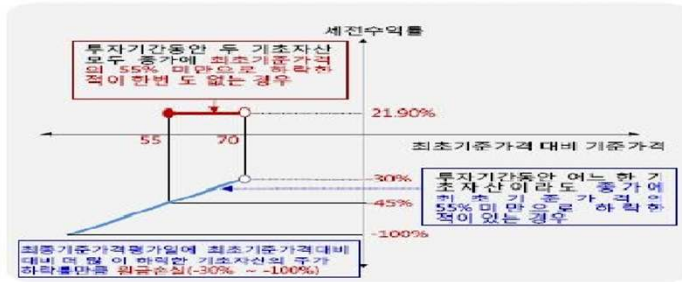 세전수익률
투자기간동안 두 기초자산
모두 종가에 최초기준가격
의 55% 미만으로 하락한
적이 한번 도 없는 경우
21.90%
55
70
최초기준가격 대비 기준가격
-30%
투자기간동안 어느 한 기
초자산이라도 종가에
최 초 기 준 가 격 의
55% 미 만 으 로 하 락 한
적이 있는 경우
-45%
-100%
최종기준가격평가일에 최초기준가격대비
대비 더 많 이 하락한 기초자산의 주가
하락률만큼 원금손실(-30% ~ -100%)